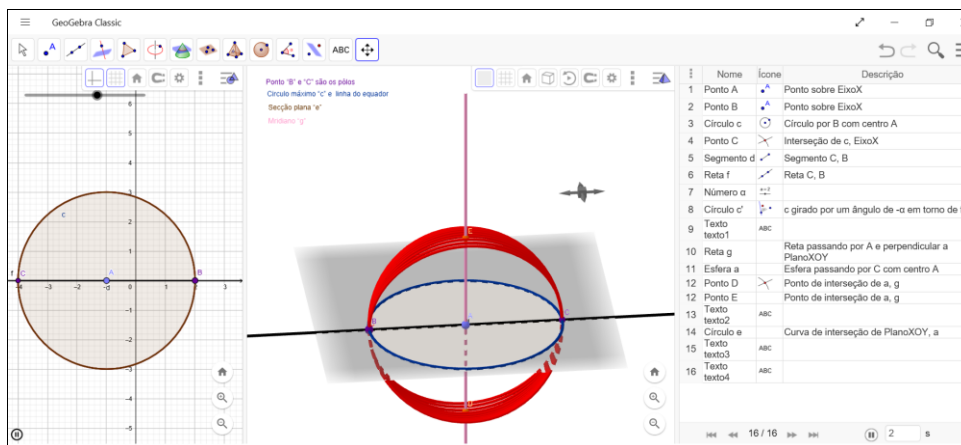 GeoGebra Classic
ABC
Ponto "B" e "C" são os pólos
Círculo máximo "c" e linha do equador
Secção plana "e"
Mridiano "g"
6
5
4
3
2
1
-1
-2
-3
-4
-5
-4 -3 -2 -1 0 1 2 3
c
f C A B
E
B A C
D
Nome Ícone Descrição
1 Ponto A Ponto sobre EixoX
2 Ponto B Ponto sobre EixoX
3 Círculo c Círculo por B com centro A
4 Ponto C Interseção de c, EixoX
5 Segmento d Segmento C, B
6 Reta f Reta C, B
7 Número α
8 Círculo c' c girado por um ângulo de -α em torno de
9 Texto texto1 ABC
10 Reta g Reta passando por A e perpendicular a PlanoXOY
11 Esfera a Esfera passando por C com centro A
12 Ponto D Ponto de interseção de a, g
12 Ponto E Ponto de interseção de a, g
13 Texto texto2 ABC
14 Círculo e Curva de interseção de PlanoXOY, a
15 Texto texto3 ABC
16 Texto texto4 ABC
16 / 16 2 s